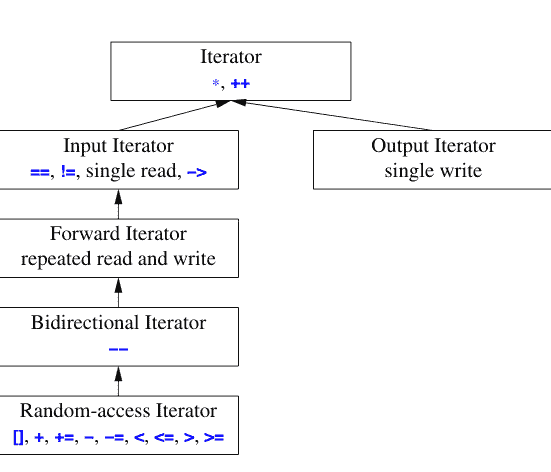 Iterator
*, ++
Input Iterator
==, !=, single read, ->
Output Iterator
single write
Forward Iterator
repeated read and write
Bidirectional Iterator
--
Random-access Iterator
[], +, +=, -, -=, <, <=, >, >=